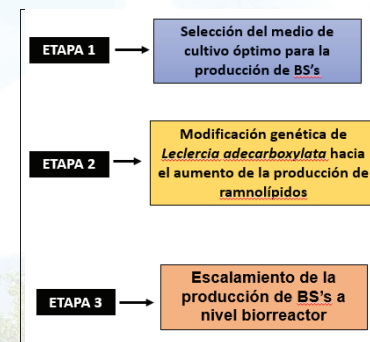 ETAPA 1
Selección del medio de
cultivo óptimo para la
producción de BS's
ETAPA 2
Modificación genética de
Leclercia adecarboxylata hacia
el aumento de la producción de
ramnolípidos
ETAPA 3
Escalamiento de la
producción de BS's a
nivel biorreactor